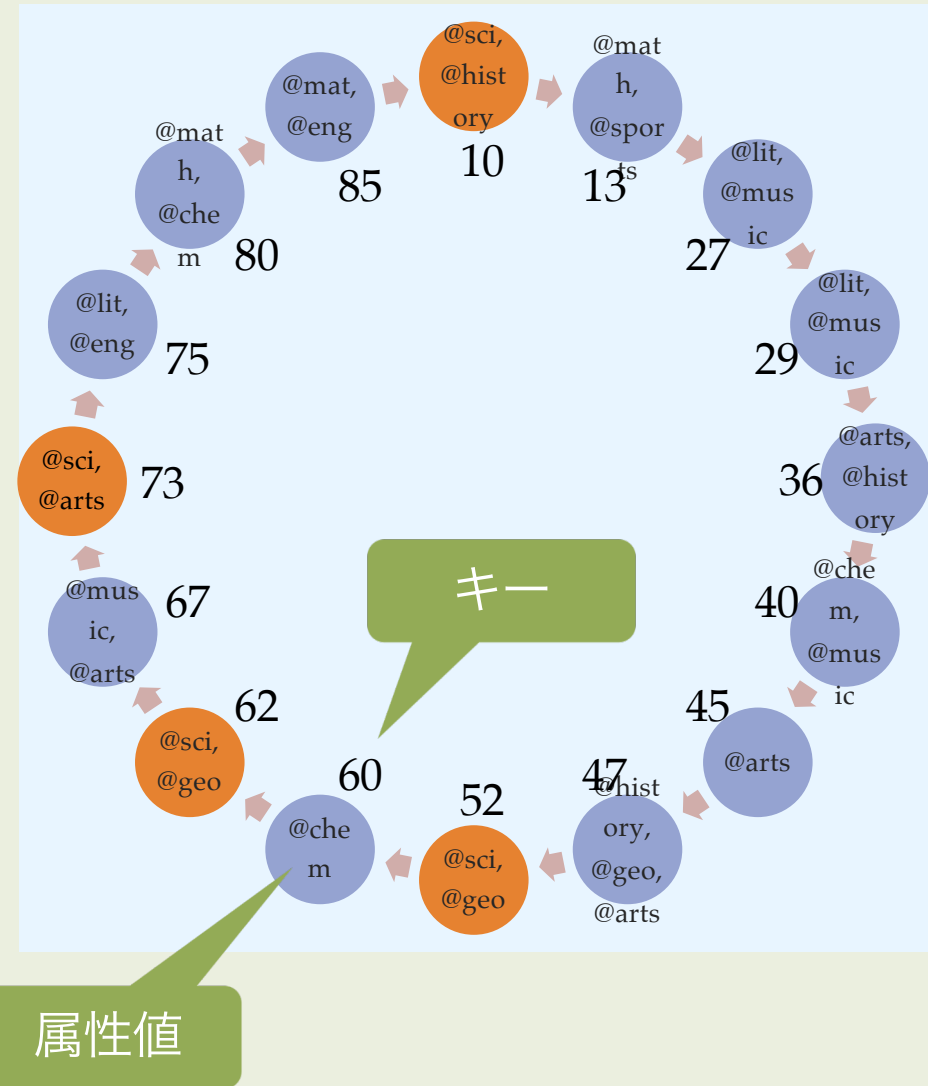 @sci,
@hist
ory
10
@mat
h,
@spor
ts
13
@lit,
@mus
ic
27
@lit,
@mus
ic
29
@arts,
@hist
ory
36
@che
m,
@mus
ic
40
@arts
45
@hist
ory,
@geo,
@arts
47
@sci,
@geo
52
@che
m
60
@sci,
@geo
62
@mus
ic,
@arts
67
@sci,
@arts
73
@lit,
@eng
75
@mat
h,
@che
m
80
@mat,
@eng
85
キー
属性値